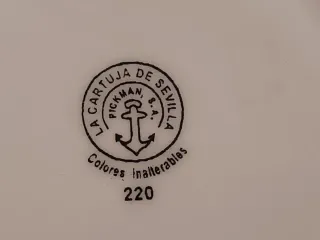 LA CARTUJA DE SEVILLA
PICKMAN, S.A.
Colores Inalterables
220